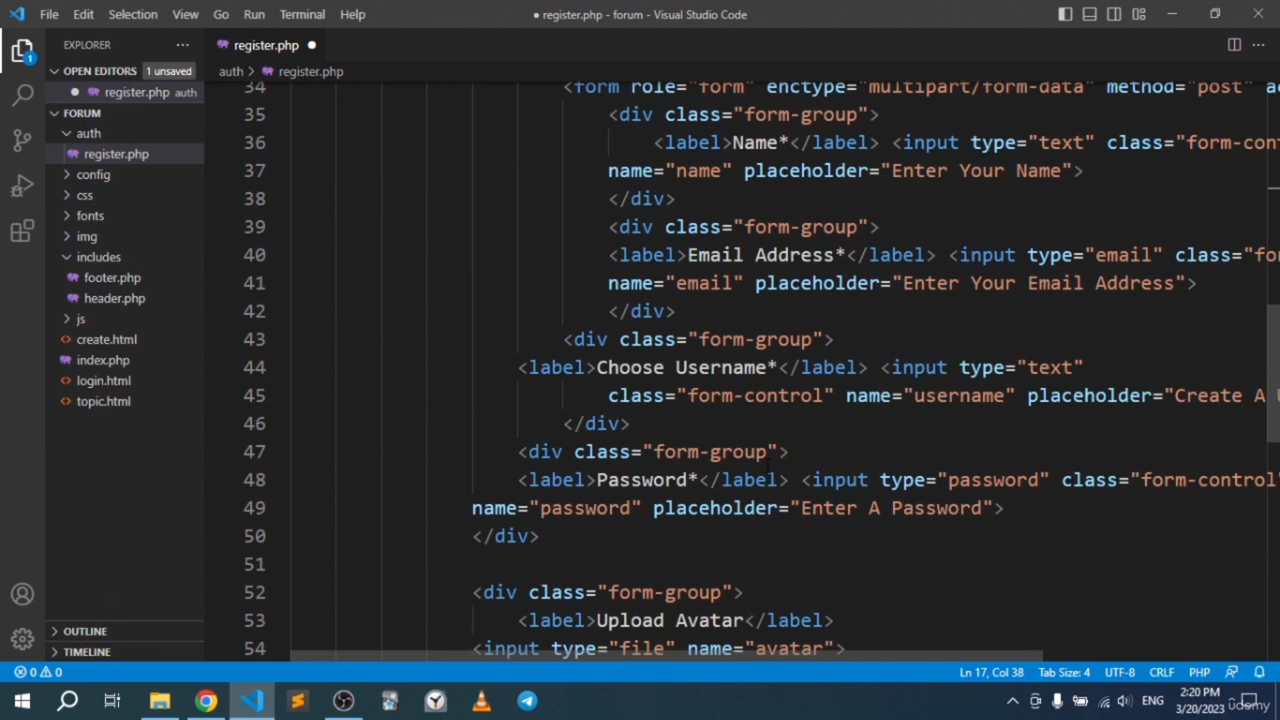 File Edit Selection View Go Run Terminal Help
● register.php - forum - Visual Studio Code
EXPLORER
OPEN EDITORS 1 unsaved
register.php auth
FORUM
auth
register.php
config
css
fonts
img
includes
footer.php
header.php
js
create.html
index.php
login.html
topic.html
OUTLINE
TIMELINE
1
register.php
auth > register.php
34 <form role="form" enctype="multipart/form-data" method="post"
35 <div class="form-group">
36 <label>Name*</label> <input type="text" class="form-con
37 name="name" placeholder="Enter Your Name">
38 </div>
39 <div class="form-group">
40 <label>Email Address*</label> <input type="email" class="fo
41 name="email" placeholder="Enter Your Email Address">
42 </div>
43 <div class="form-group">
44 <label>Choose Username*</label> <input type="text"
45 class="form-control" name="username" placeholder="Create A
46 </div>
47 <div class="form-group">
48 <label>Password*</label> <input type="password" class="form-control"
49 name="password" placeholder="Enter A Password">
50 </div>
51
52 <div class="form-group">
53 <label>Upload Avatar</label>
54 <input type="file" name="avatar">
0 0 Ln 17, Col 38 Tab Size: 4 UTF-8 CRLF PHP
ENG
2:20 PM
3/20/2023
udemy